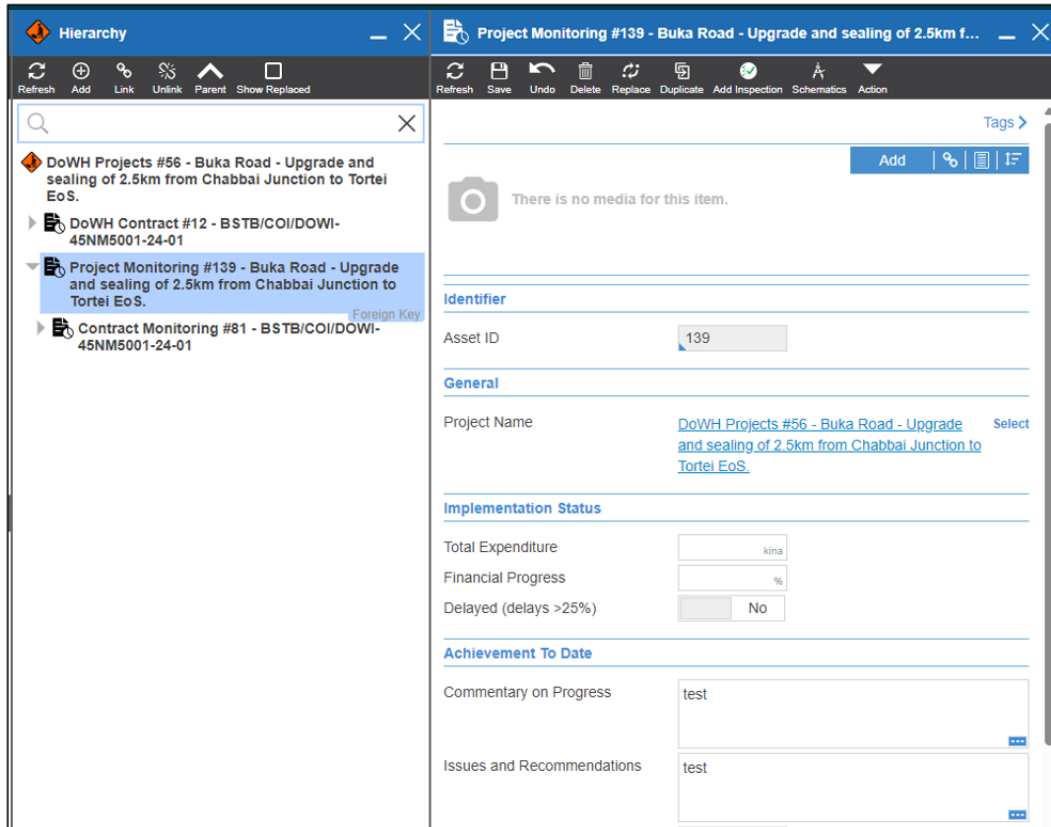 Hierarchy
Refresh Add Link Unlink Parent Show Replaced
DoWH Projects #56 - Buka Road - Upgrade and
sealing of 2.5km from Chabbai Junction to Tortei
EoS.
DoWH Contract #12 - BSTB/COI/DOWI-
45NM5001-24-01
Project Monitoring #139 - Buka Road - Upgrade
and sealing of 2.5km from Chabbai Junction to
Tortei EoS.
Foreign Key
Contract Monitoring #81 - BSTB/COI/DOWI-
45NM5001-24-01
Project Monitoring #139 - Buka Road - Upgrade and sealing of 2.5km f...
Refresh Save Undo Delete Replace Duplicate Add Inspection Schematics Action
Tags
Add
There is no media for this item.
Identifier
Asset ID 139
General
Project Name DoWH Projects #56 - Buka Road - Upgrade Select
and sealing of 2.5km from Chabbai Junction to
Tortei EoS.
Implementation Status
Total Expenditure kina
Financial Progress %
Delayed (delays >25%) No
Achievement To Date
Commentary on Progress test
Issues and Recommendations test